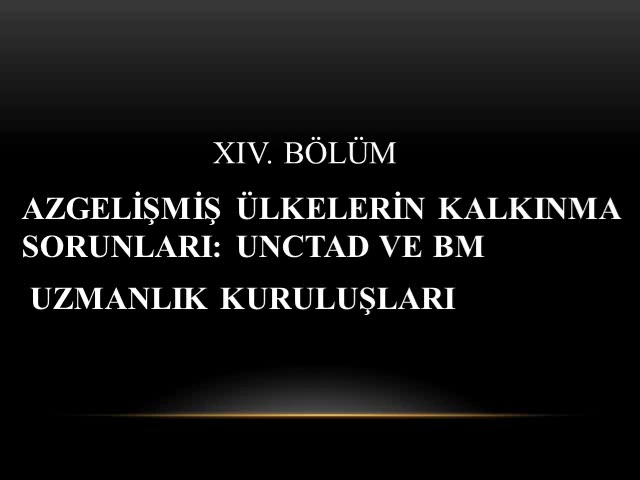 XIV. BÖLÜM
AZGELİŞMİŞ ÜLKELERİN KALKINMA
SORUNLARI: UNCTAD VE BM
UZMANLIK KURULUŞLARI